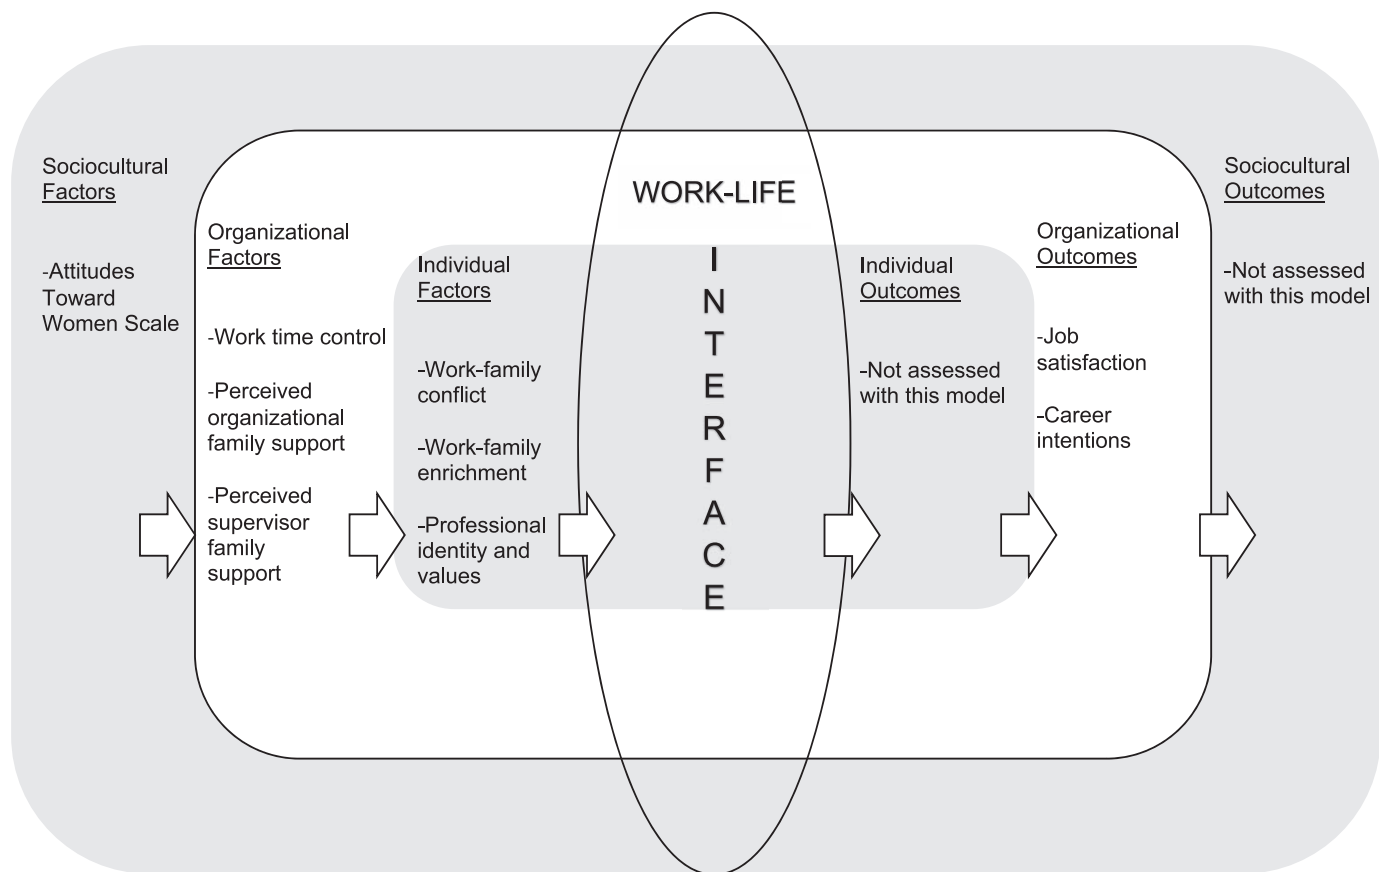 Sociocultural
Factors
-Attitudes
Toward
Women Scale
Organizational
Factors
-Work time control
-Perceived
organizational
family support
-Perceived
supervisor
family
support
Individual
Factors
-Work-family
conflict
-Work-family
enrichment
-Professional
identity and
values
WORK-LIFE
I
N
T
E
R
F
A
C
E
Individual
Outcomes
-Not assessed
with this model
Organizational
Outcomes
-Job
satisfaction
-Career
intentions
Sociocultural
Outcomes
-Not assessed
with this model